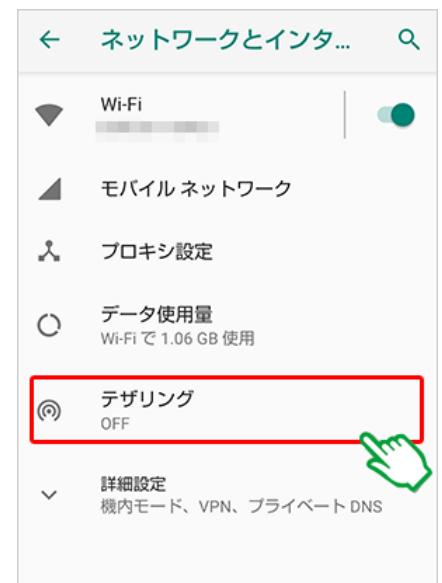 ネットワークとインタ...
Wi-Fi
モバイル ネットワーク
プロキシ設定
データ使用量
Wi-Fi で 1.06 GB 使用
テザリング
OFF
詳細設定
機内モード、VPN、プライベート DNS